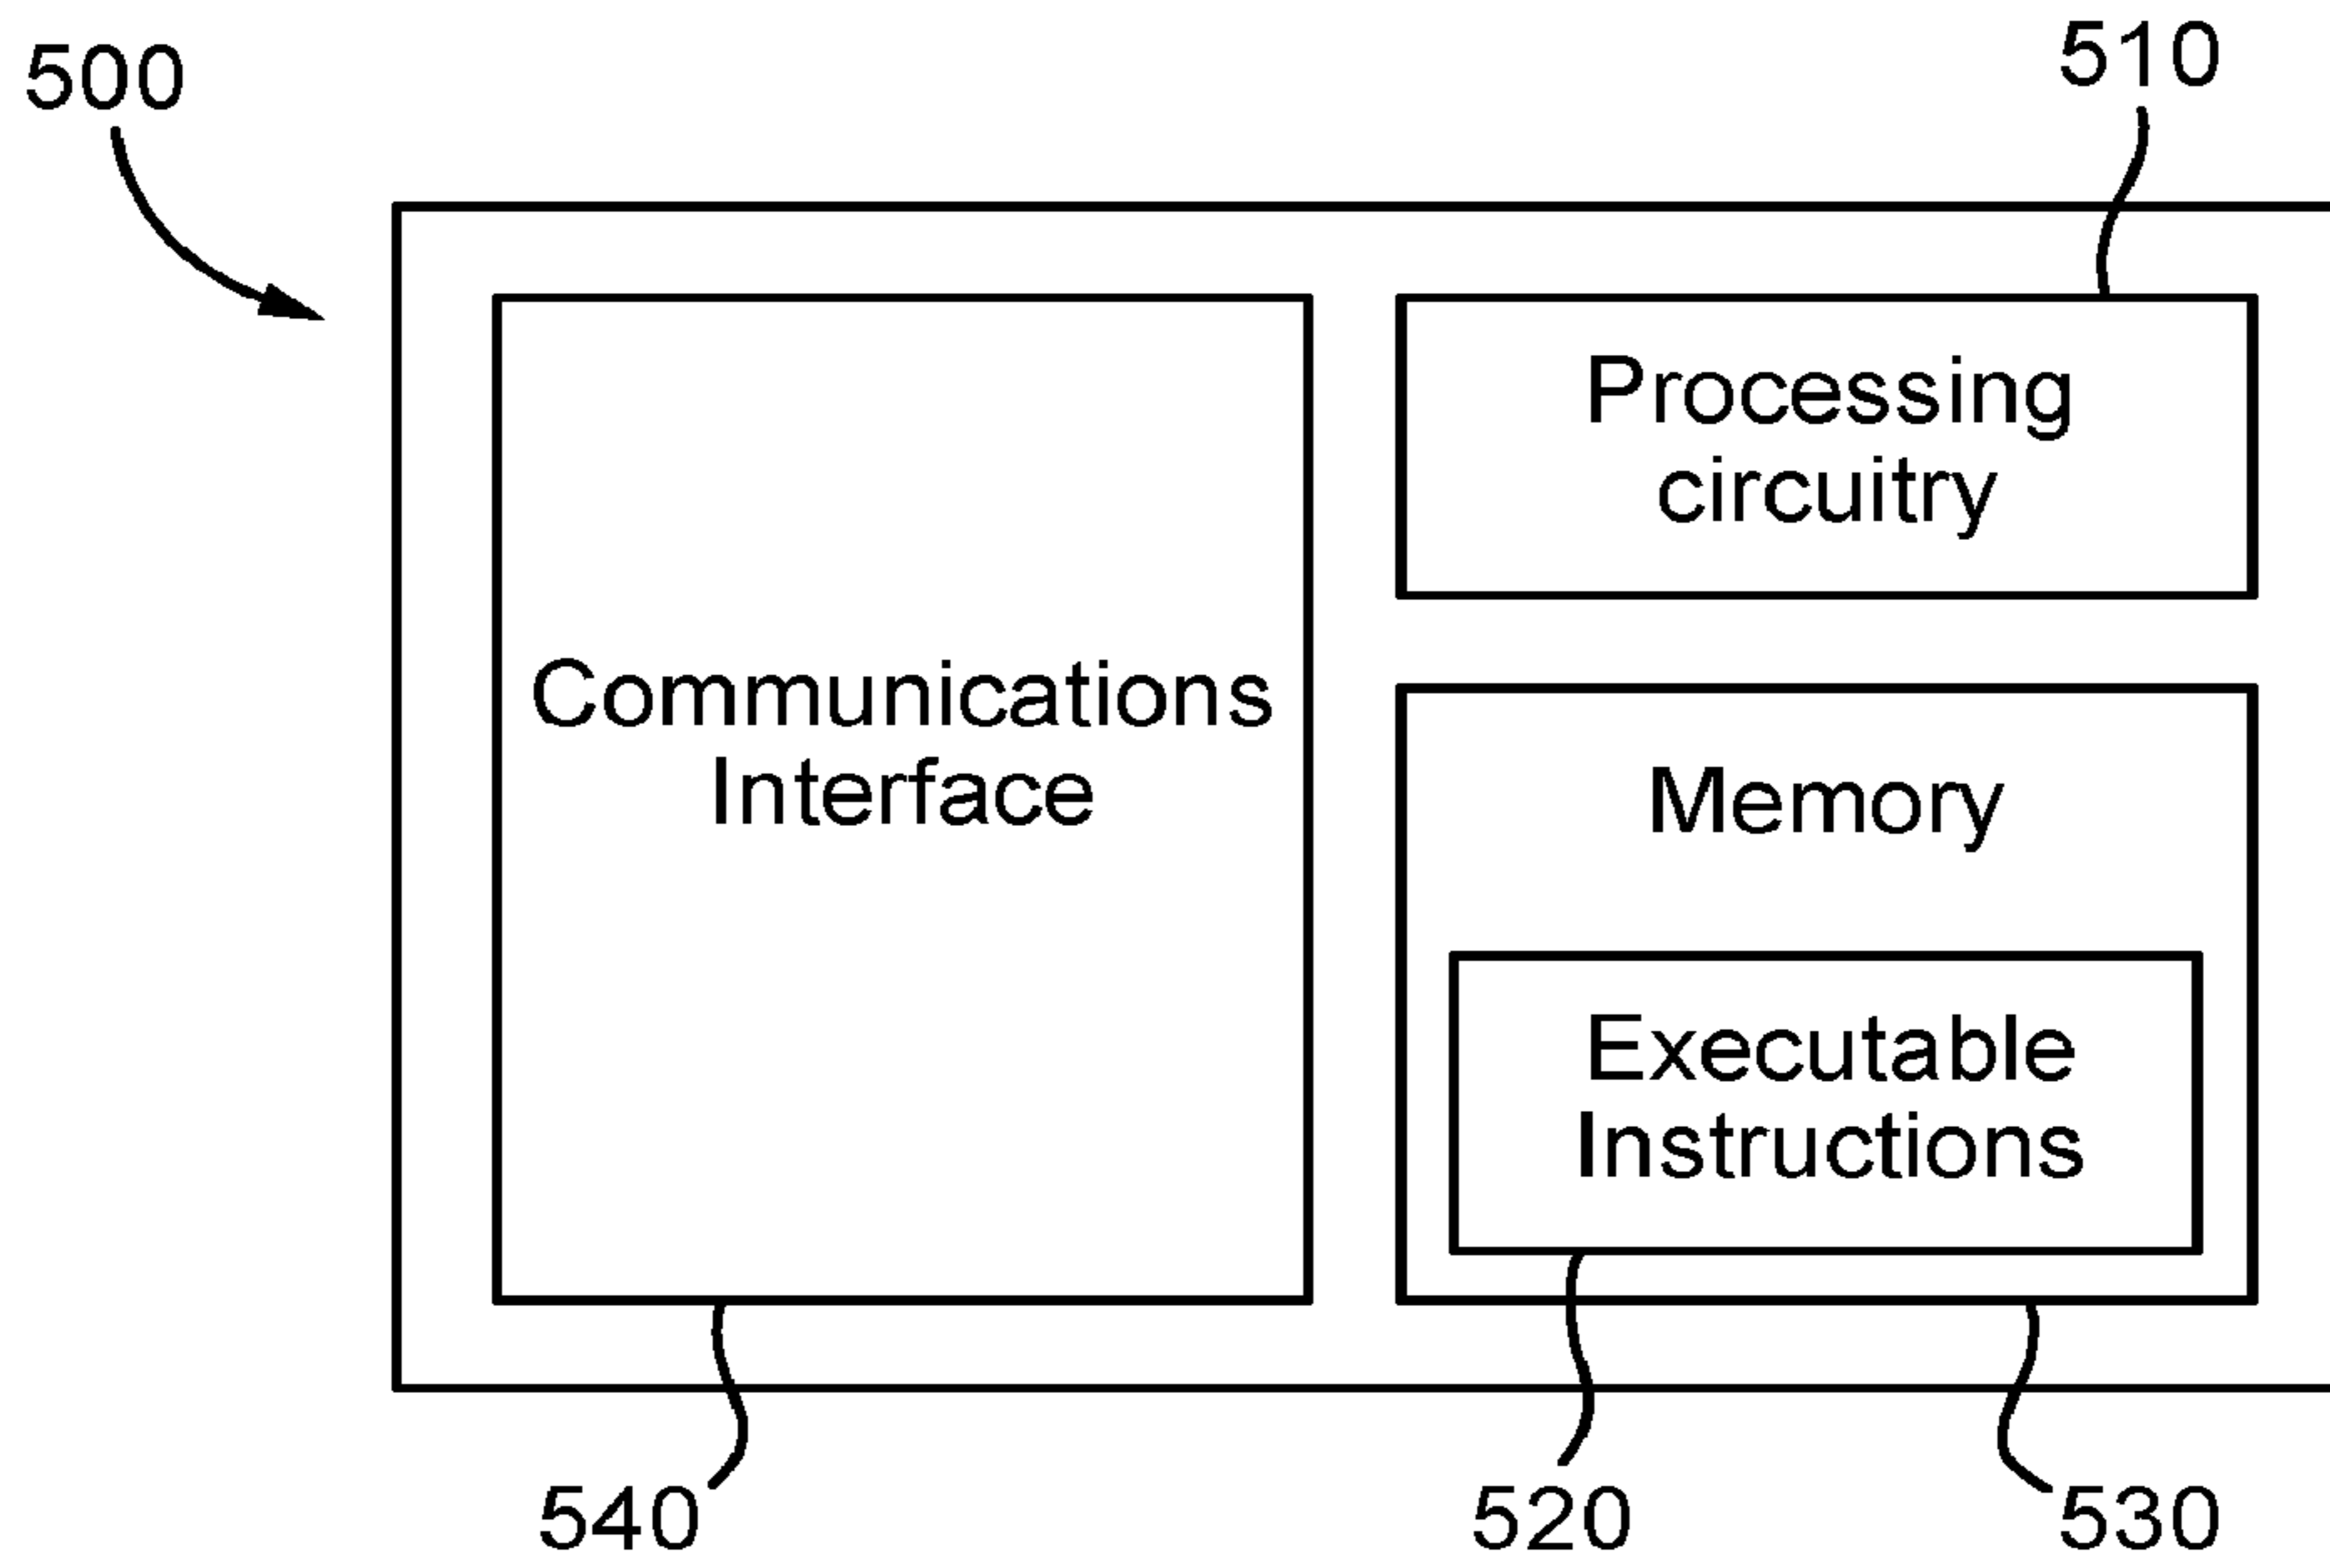 500
510
Processing
circuitry
Communications
Interface
Memory
Executable
Instructions
540
520
530